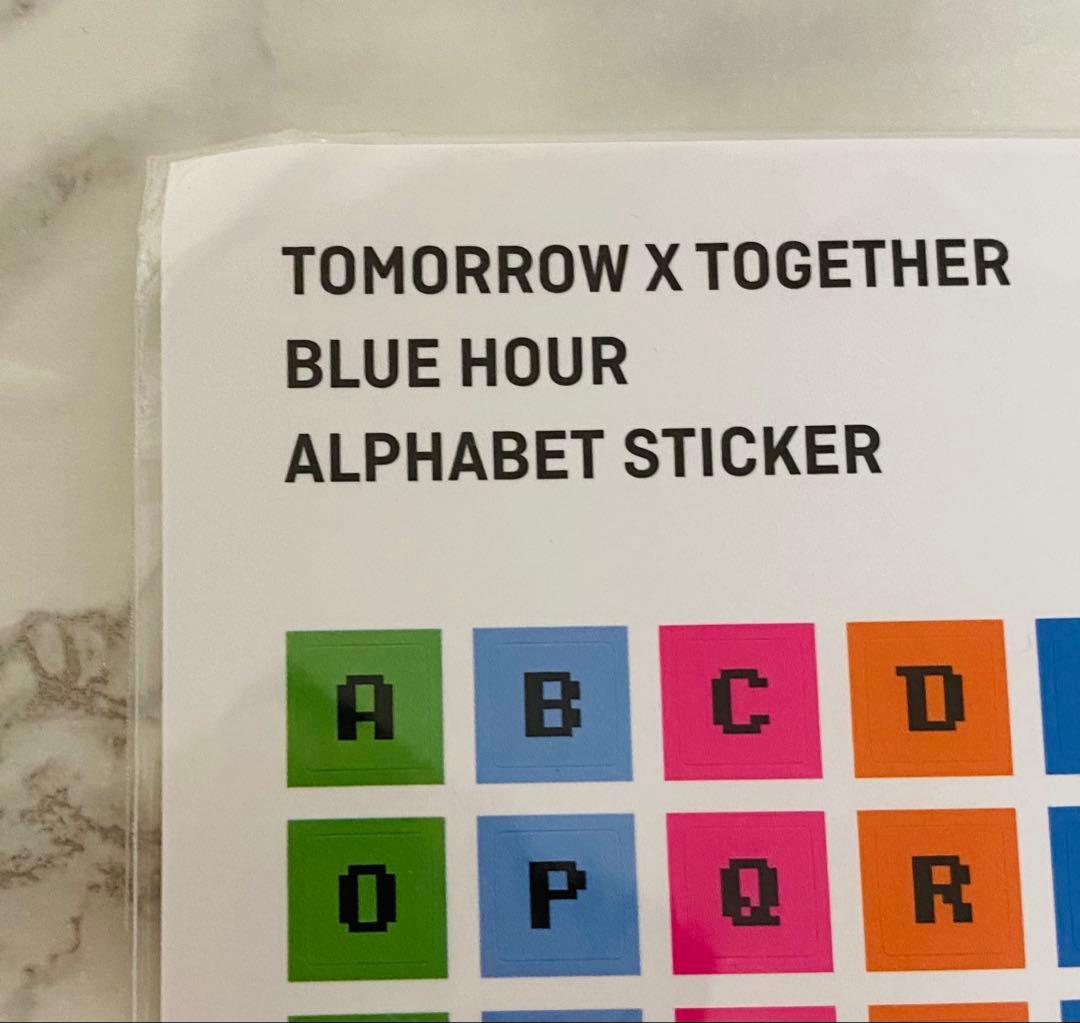 TOMORROW X TOGETHER
BLUE HOUR
ALPHABET STICKER
A B C D
O P Q R